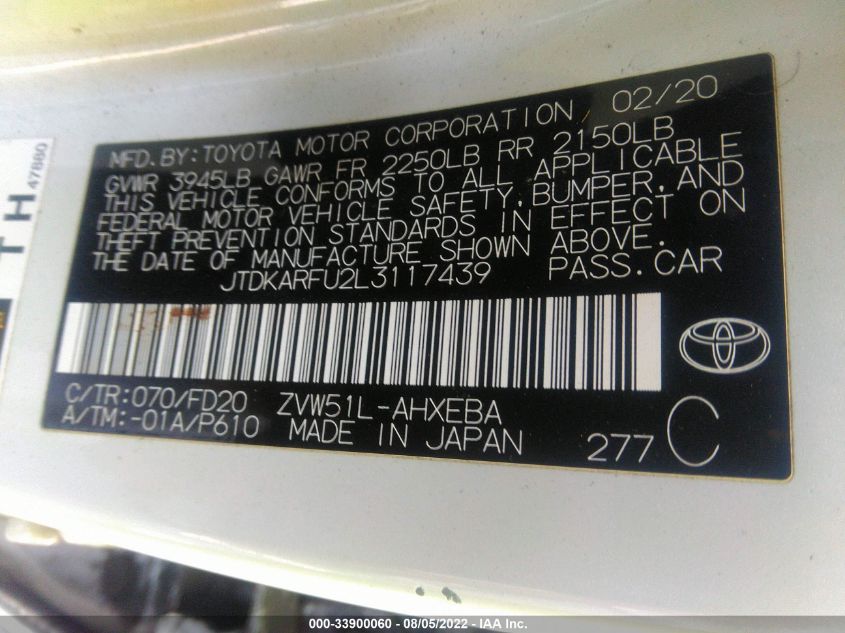 MFD. BY: TOYOTA MOTOR CORPORATION 02/20
GVWR 3945LB GAWR FR 2250LB RR 2150LB
THIS VEHICLE CONFORMS TO ALL APPLICABLE
FEDERAL MOTOR VEHICLE SAFETY, BUMPER, AND
THEFT PREVENTION STANDARDS IN EFFECT ON
THE DATE OF MANUFACTURE SHOWN ABOVE.
JTDKARFU2L3117439 PASS. CAR
C/TR: 070/FD20 ZVW51L-AHXEBA
A/TM: -01A/P610 MADE IN JAPAN 277 C
TH
47880
000-33900060 - 08/05/2022 - IAA Inc.